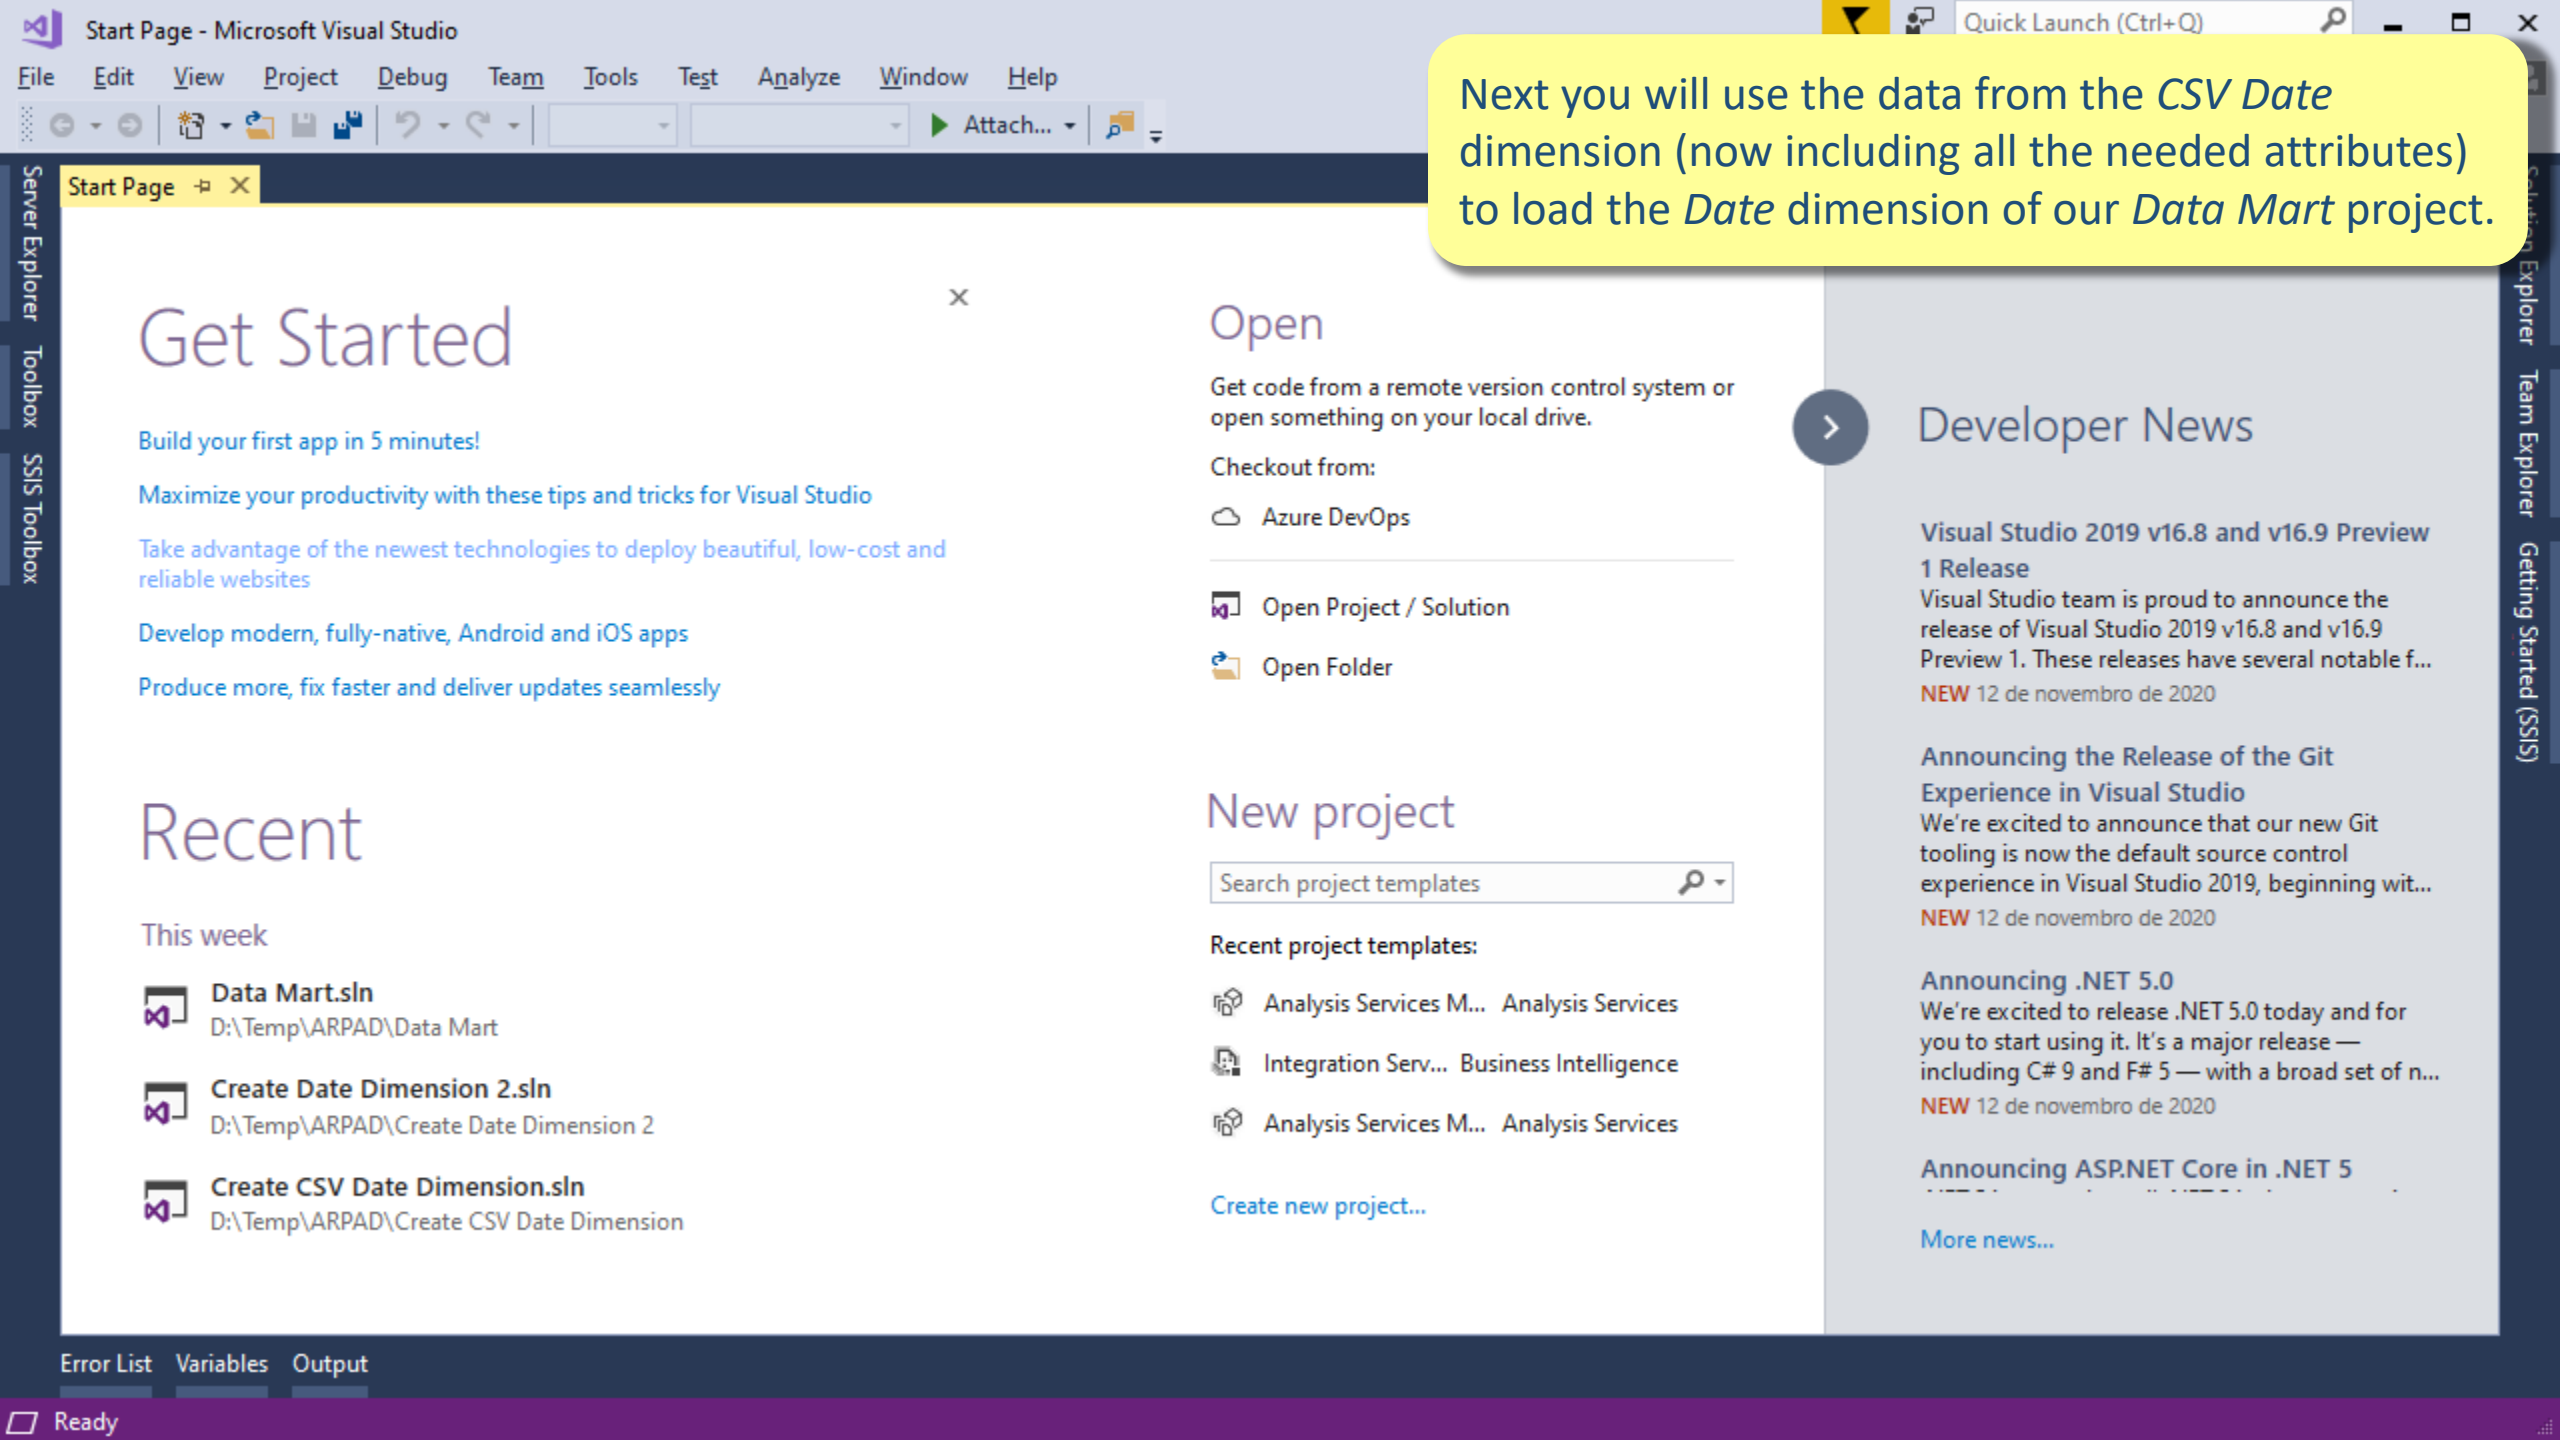 Start Page - Microsoft Visual Studio
Quick Launch (Ctrl+Q)
File Edit View Project Debug Team Tools Test Analyze Window Help
Attach...
Next you will use the data from the CSV Date
dimension (now including all the needed attributes)
to load the Date dimension of our Data Mart project.
Start Page
Server Explorer
Toolbox
SSIS Toolbox
Get Started
Build your first app in 5 minutes!
Maximize your productivity with these tips and tricks for Visual Studio
Take advantage of the newest technologies to deploy beautiful, low-cost and
reliable websites
Develop modern, fully-native, Android and iOS apps
Produce more, fix faster and deliver updates seamlessly
Recent
This week
Data Mart.sln
D:\Temp\ARPAD\Data Mart
Create Date Dimension 2.sln
D:\Temp\ARPAD\Create Date Dimension 2
Create CSV Date Dimension.sln
D:\Temp\ARPAD\Create CSV Date Dimension
Open
Get code from a remote version control system or
open something on your local drive.
Checkout from:
Azure DevOps
Open Project / Solution
Open Folder
New project
Search project templates
Recent project templates:
Analysis Services M... Analysis Services
Integration Serv... Business Intelligence
Analysis Services M... Analysis Services
Create new project...
Developer News
Visual Studio 2019 v16.8 and v16.9 Preview
1 Release
Visual Studio team is proud to announce the
release of Visual Studio 2019 v16.8 and v16.9
Preview 1. These releases have several notable f...
NEW 12 de novembro de 2020
Announcing the Release of the Git
Experience in Visual Studio
We're excited to announce that our new Git
tooling is now the default source control
experience in Visual Studio 2019, beginning wit...
NEW 12 de novembro de 2020
Announcing .NET 5.0
We're excited to release .NET 5.0 today and for
you to start using it. It's a major release —
including C# 9 and F# 5 — with a broad set of n...
NEW 12 de novembro de 2020
Announcing ASP.NET Core in .NET 5
More news...
Solution Explorer
Team Explorer
Getting Started (SSIS)
Error List Variables Output
Ready